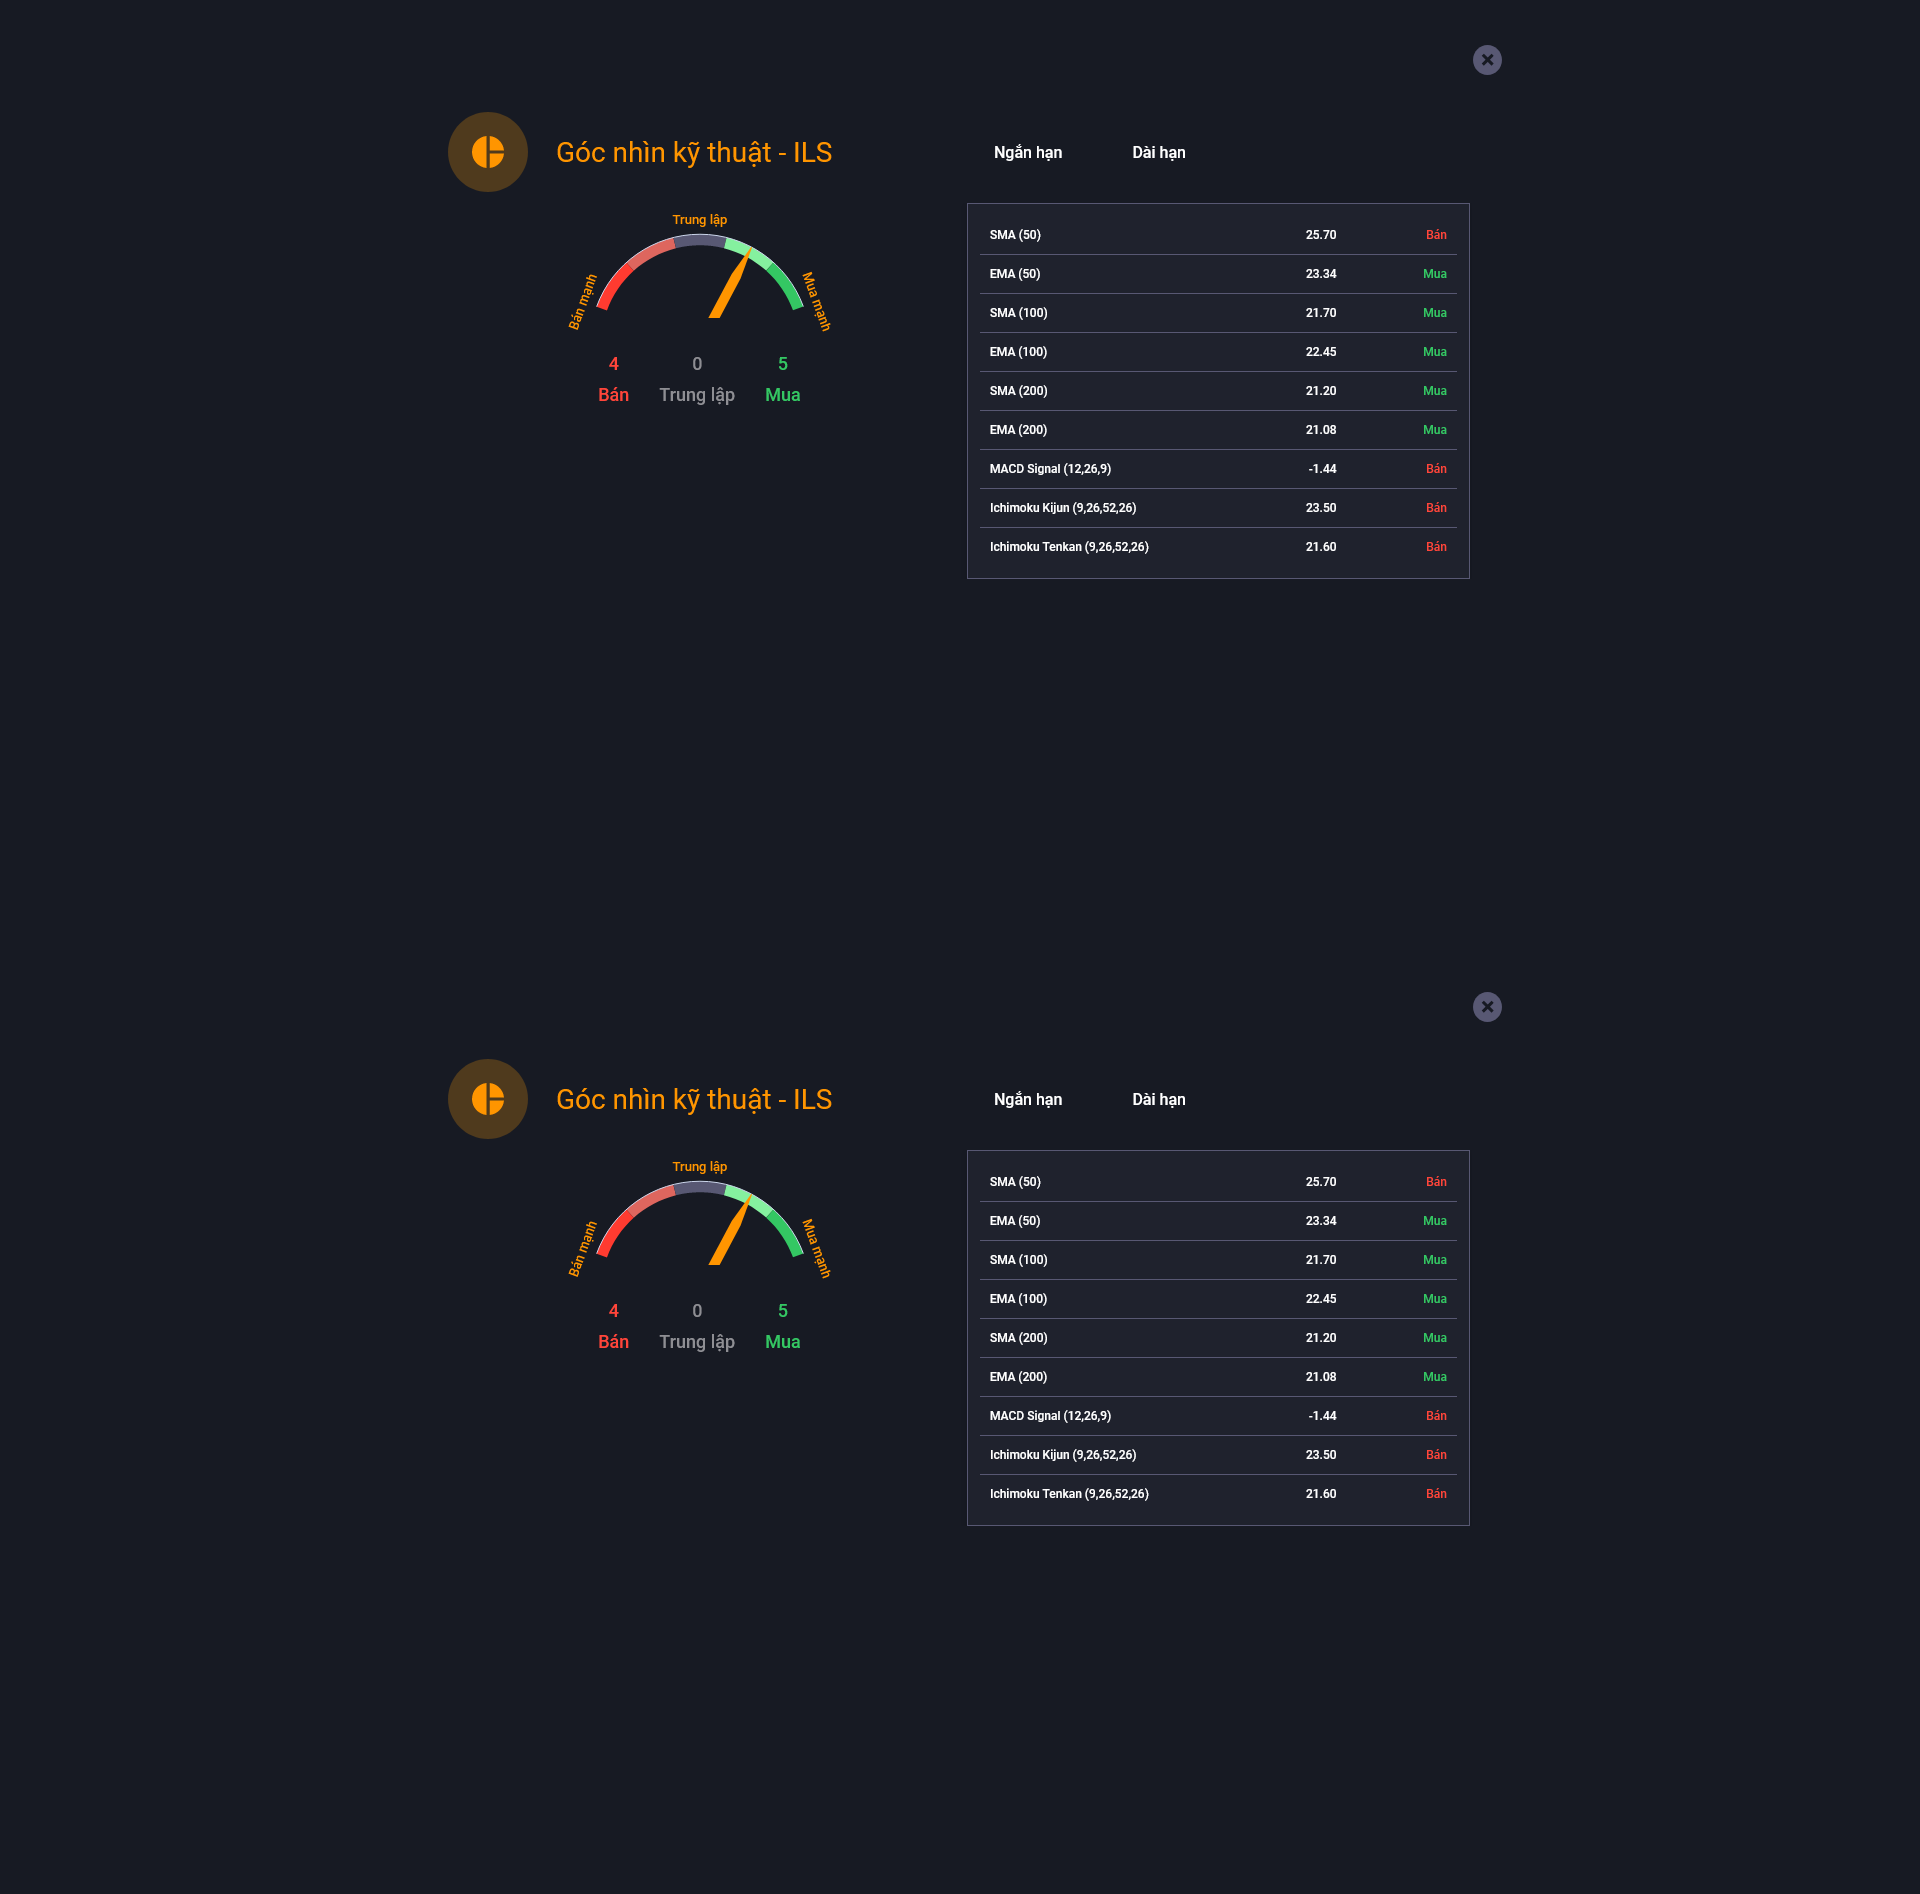 Góc nhìn kỹ thuật - ILS
Ngắn hạn Dài hạn
Trung lập
Bán mạnh
Mua mạnh
4 0 5
Bán Trung lập Mua
SMA (50) 25.70 Bán
EMA (50) 23.34 Mua
SMA (100) 21.70 Mua
EMA (100) 22.45 Mua
SMA (200) 21.20 Mua
EMA (200) 21.08 Mua
MACD Signal (12,26,9) -1.44 Bán
Ichimoku Kijun (9,26,52,26) 23.50 Bán
Ichimoku Tenkan (9,26,52,26) 21.60 Bán
Góc nhìn kỹ thuật - ILS
Ngắn hạn Dài hạn
Trung lập
Bán mạnh
Mua mạnh
4 0 5
Bán Trung lập Mua
SMA (50) 25.70 Bán
EMA (50) 23.34 Mua
SMA (100) 21.70 Mua
EMA (100) 22.45 Mua
SMA (200) 21.20 Mua
EMA (200) 21.08 Mua
MACD Signal (12,26,9) -1.44 Bán
Ichimoku Kijun (9,26,52,26) 23.50 Bán
Ichimoku Tenkan (9,26,52,26) 21.60 Bán